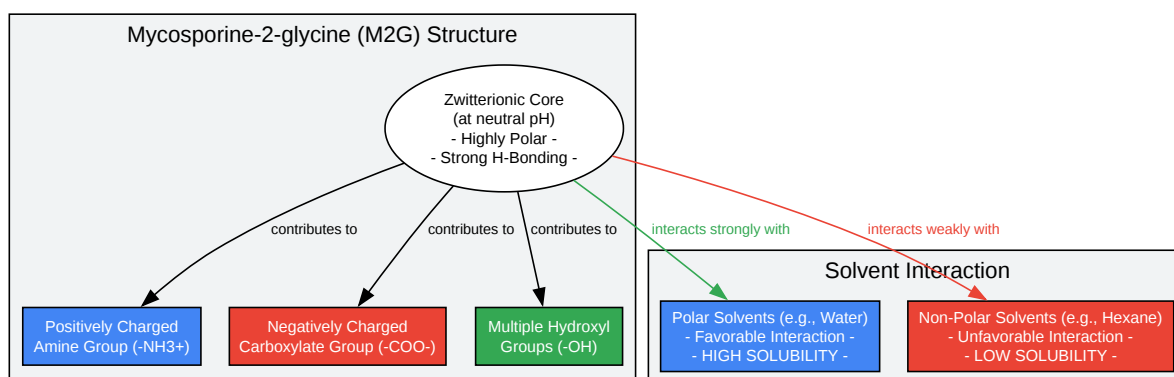 Mycosporine-2-glycine (M2G) Structure
Zwitterionic Core
(at neutral pH)
- Highly Polar -
- Strong H-Bonding -
contributes to
contributes to
contributes to
interacts strongly with
interacts weakly with
Positively Charged
Amine Group (-NH3+)
Negatively Charged
Carboxylate Group (-COO-)
Multiple Hydroxyl
Groups (-OH)
Solvent Interaction
Polar Solvents (e.g., Water)
- Favorable Interaction -
- HIGH SOLUBILITY -
Non-Polar Solvents (e.g., Hexane)
- Unfavorable Interaction -
- LOW SOLUBILITY -